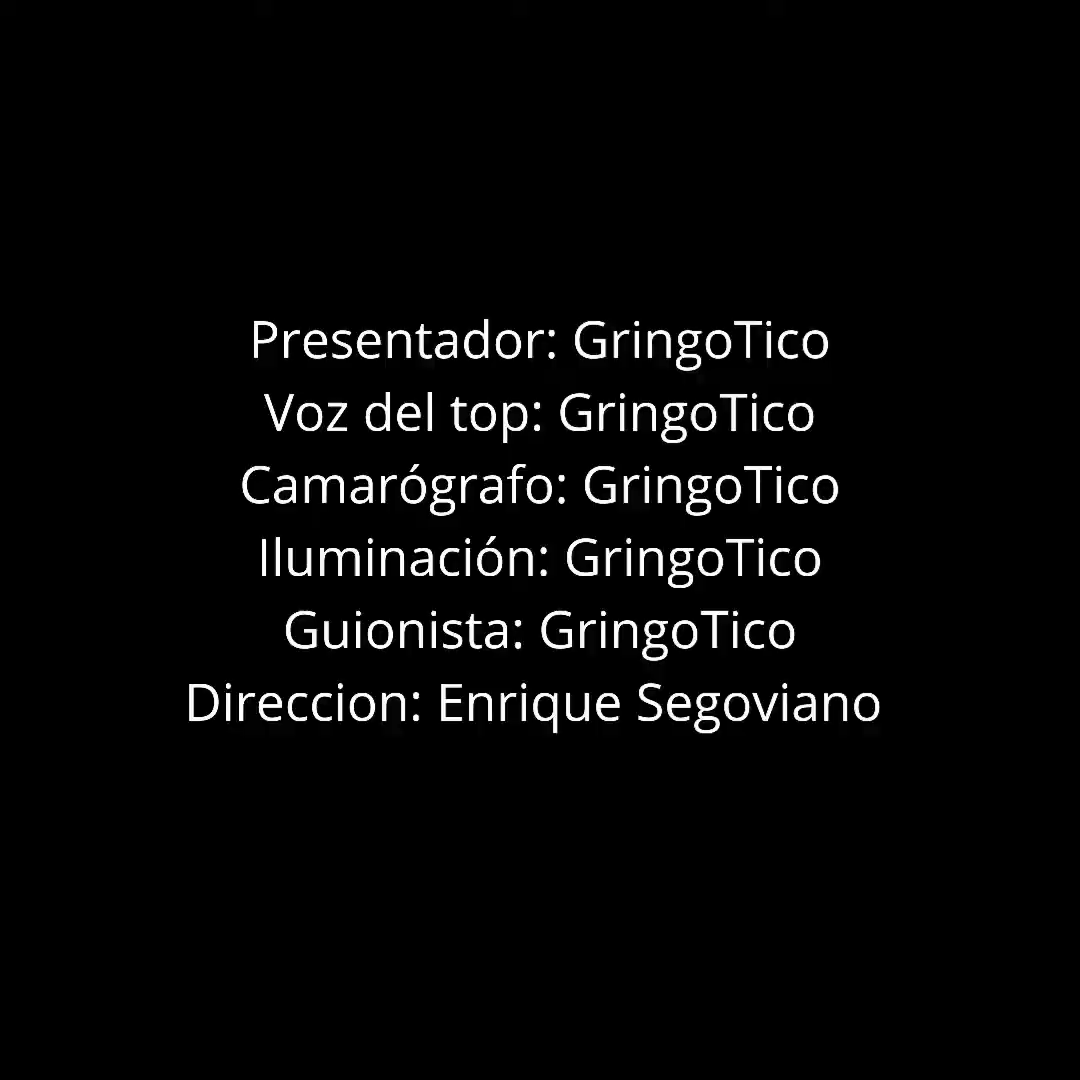 Presentador: GringoTico
Voz del top: GringoTico
Camarógrafo: GringoTico
Iluminación: GringoTico
Guionista: GringoTico
Direccion: Enrique Segoviano